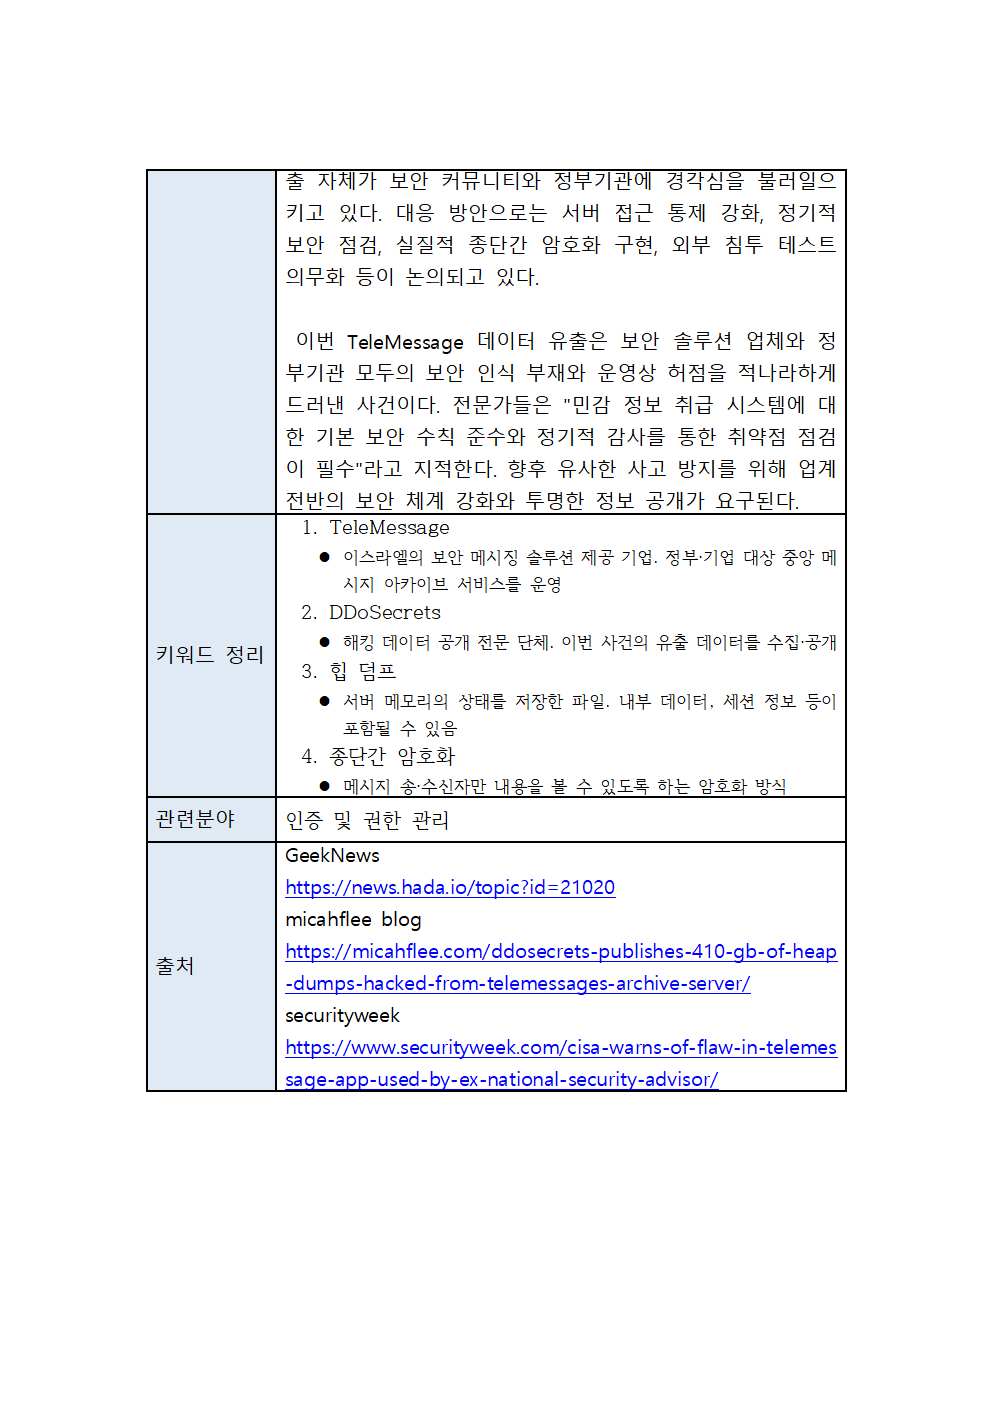 출 자체가 보안 커뮤니티와 정부기관에 경각심을 불러일으
키고 있다. 대응 방안으로는 서버 접근 통제 강화, 정기적
보안 점검, 실질적 종단간 암호화 구현, 외부 침투 테스트
의무화 등이 논의되고 있다.
이번 TeleMessage 데이터 유출은 보안 솔루션 업체와 정
부기관 모두의 보안 인식 부재와 운영상 허점을 적나라하게
드러낸 사건이다. 전문가들은 "민감 정보 취급 시스템에 대
한 기본 보안 수칙 준수와 정기적 감사를 통한 취약점 점검
이 필수"라고 지적한다. 향후 유사한 사고 방지를 위해 업계
전반의 보안 체계 강화와 투명한 정보 공개가 요구된다.
키워드 정리
1. TeleMessage
● 이스라엘의 보안 메시징 솔루션 제공 기업. 정부·기업 대상 중앙 메
시지 아카이브 서비스를 운영
2. DDoSecrets
● 해킹 데이터 공개 전문 단체. 이번 사건의 유출 데이터를 수집·공개
3. 힙 덤프
● 서버 메모리의 상태를 저장한 파일. 내부 데이터, 세션 정보 등이
포함될 수 있음
4. 종단간 암호화
● 메시지 송·수신자만 내용을 볼 수 있도록 하는 암호화 방식
관련분야
인증 및 권한 관리
출처
GeekNews
https://news.hada.io/topic?id=21020
micahflee blog
https://micahflee.com/ddosecrets-publishes-410-gb-of-heap
-dumps-hacked-from-telemessages-archive-server/
securityweek
https://www.securityweek.com/cisa-warns-of-flaw-in-telemes
sage-app-used-by-ex-national-security-advisor/